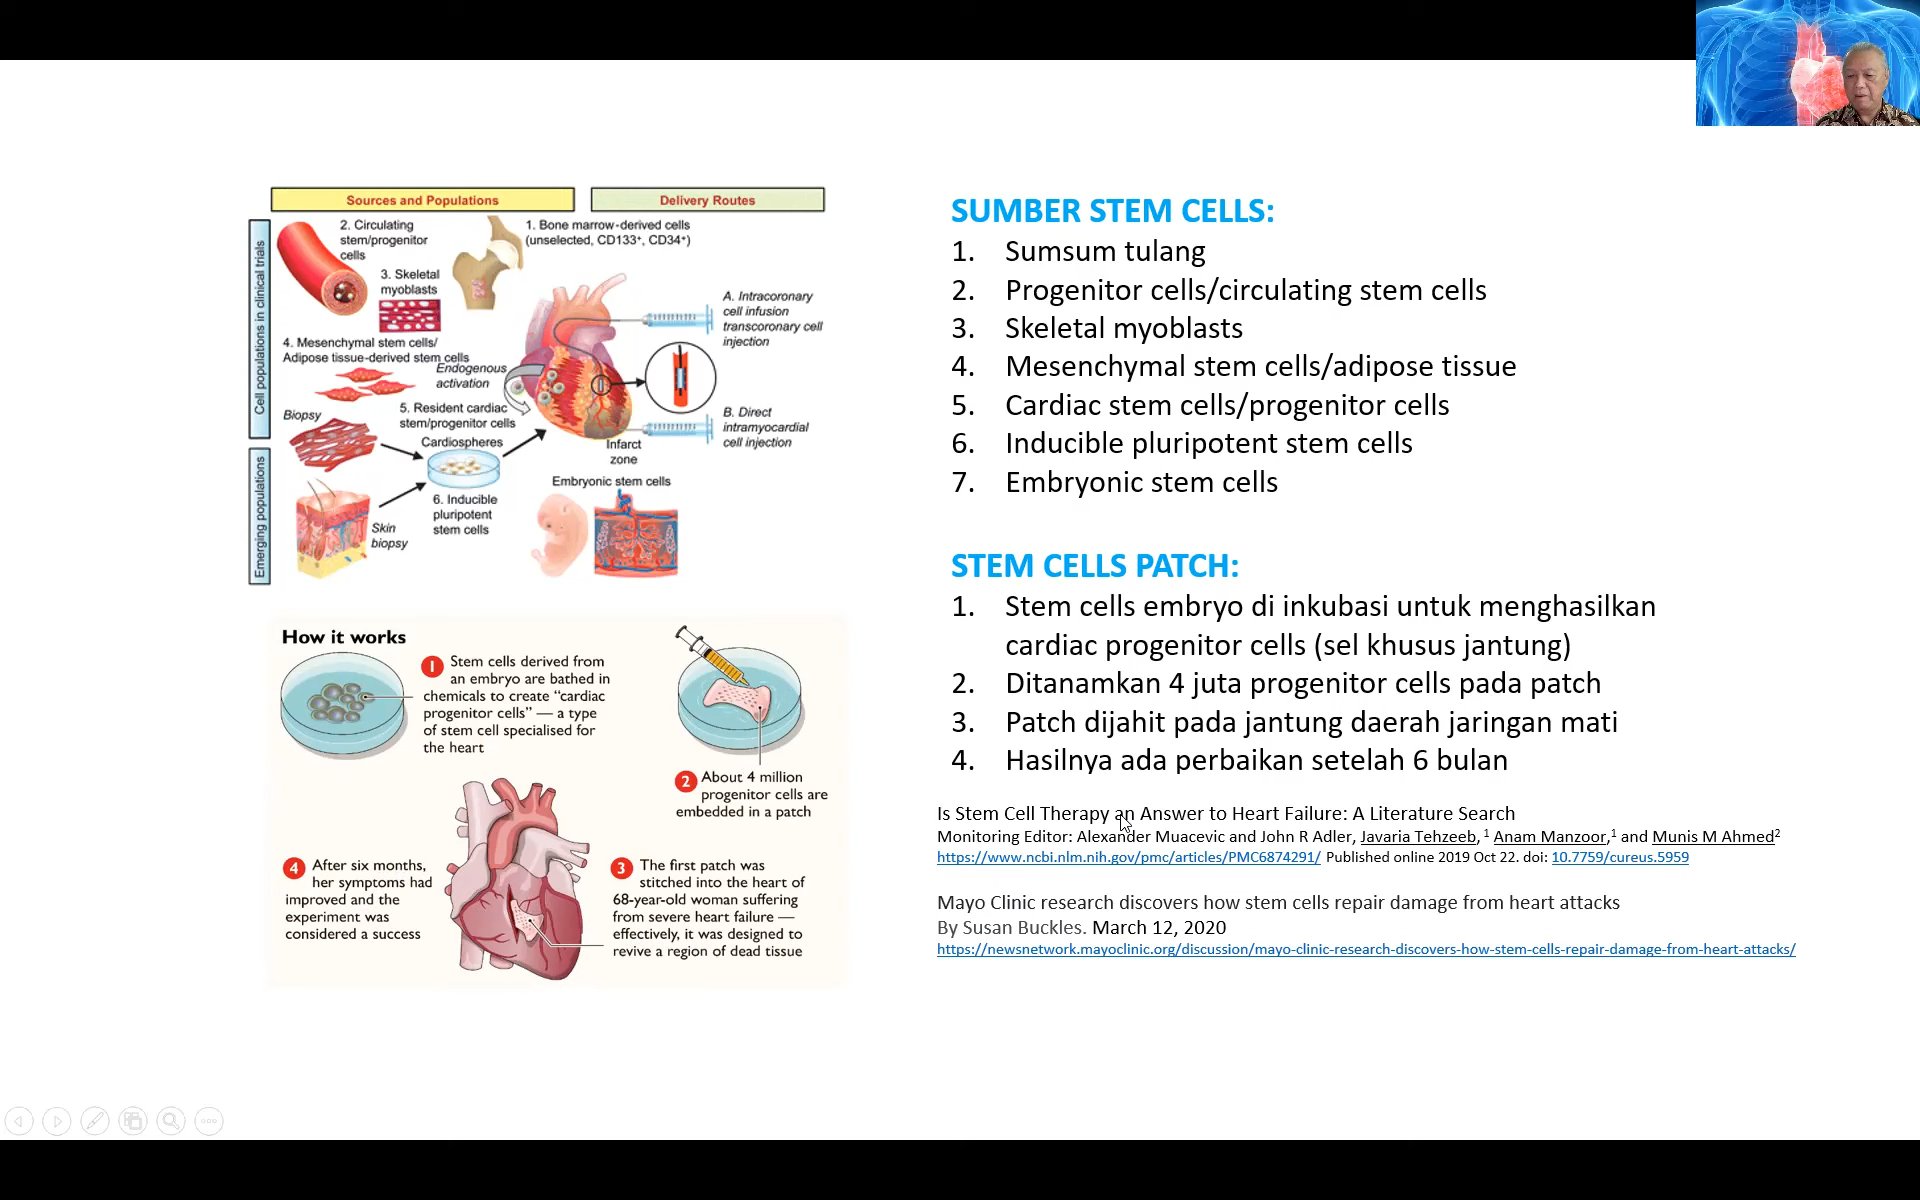 Sources and Populations
Delivery Routes
Cell populations in clinical trials
Emerging populations
2. Circulating
stem/progenitor
cells
1. Bone marrow-derived cells
(unselected, CD133⁺, CD34⁺)
3. Skeletal
myoblasts
4. Mesenchymal stem cells/
Adipose tissue-derived stem cells
Endogenous
activation
A. Intracoronary
cell infusion
transcoronary cell
injection
Biopsy
5. Resident cardiac
stem/progenitor cells
Cardiospheres
B. Direct
intramyocardial
cell injection
Infarct
zone
6. Inducible
pluripotent
stem cells
Skin
biopsy
Embryonic stem cells
How it works
1 Stem cells derived from
an embryo are bathed in
chemicals to create “cardiac
progenitor cells” — a type
of stem cell specialised for
the heart
2 About 4 million
progenitor cells are
embedded in a patch
3 The first patch was
stitched into the heart of
68-year-old woman suffering
from severe heart failure —
effectively, it was designed to
revive a region of dead tissue
4 After six months,
her symptoms had
improved and the
experiment was
considered a success
SUMBER STEM CELLS:
1. Sumsum tulang
2. Progenitor cells/circulating stem cells
3. Skeletal myoblasts
4. Mesenchymal stem cells/adipose tissue
5. Cardiac stem cells/progenitor cells
6. Inducible pluripotent stem cells
7. Embryonic stem cells
STEM CELLS PATCH:
1. Stem cells embryo di inkubasi untuk menghasilkan
cardiac progenitor cells (sel khusus jantung)
2. Ditanamkan 4 juta progenitor cells pada patch
3. Patch dijahit pada jantung daerah jaringan mati
4. Hasilnya ada perbaikan setelah 6 bulan
Is Stem Cell Therapy an Answer to Heart Failure: A Literature Search
Monitoring Editor: Alexander Muacevic and John R Adler, Javaria Tehzeeb,¹ Anam Manzoor,¹ and Munis M Ahmed²
https://www.ncbi.nlm.nih.gov/pmc/articles/PMC6874291/ Published online 2019 Oct 22. doi: 10.7759/cureus.5959
Mayo Clinic research discovers how stem cells repair damage from heart attacks
By Susan Buckles. March 12, 2020
https://newsnetwork.mayoclinic.org/discussion/mayo-clinic-research-discovers-how-stem-cells-repair-damage-from-heart-attacks/